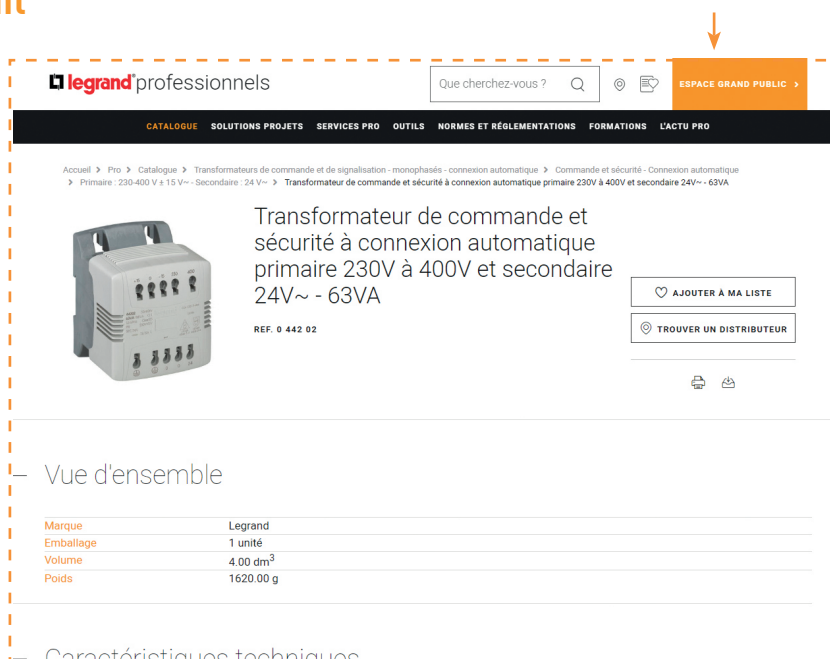 legrand professionnels
Que cherchez-vous ?
ESPACE GRAND PUBLIC >
CATALOGUE SOLUTIONS PROJETS SERVICES PRO OUTILS NORMES ET RÉGLEMENTATIONS FORMATIONS L'ACTU PRO
Accueil > Pro > Catalogue > Transformateurs de commande et de signalisation - monophasés - connexion automatique > Commande et sécurité - Connexion automatique
> Primaire : 230-400 V ± 15 V~ - Secondaire : 24 V~ > Transformateur de commande et sécurité à connexion automatique primaire 230V à 400V et secondaire 24V~ - 63VA
Transformateur de commande et
sécurité à connexion automatique
primaire 230V à 400V et secondaire
24V~ - 63VA
REF. 0 442 02
AJOUTER À MA LISTE
TROUVER UN DISTRIBUTEUR
Vue d'ensemble
Marque Legrand
Emballage 1 unité
Volume 4.00 dm³
Poids 1620.00 g
Caractéristiques techniques